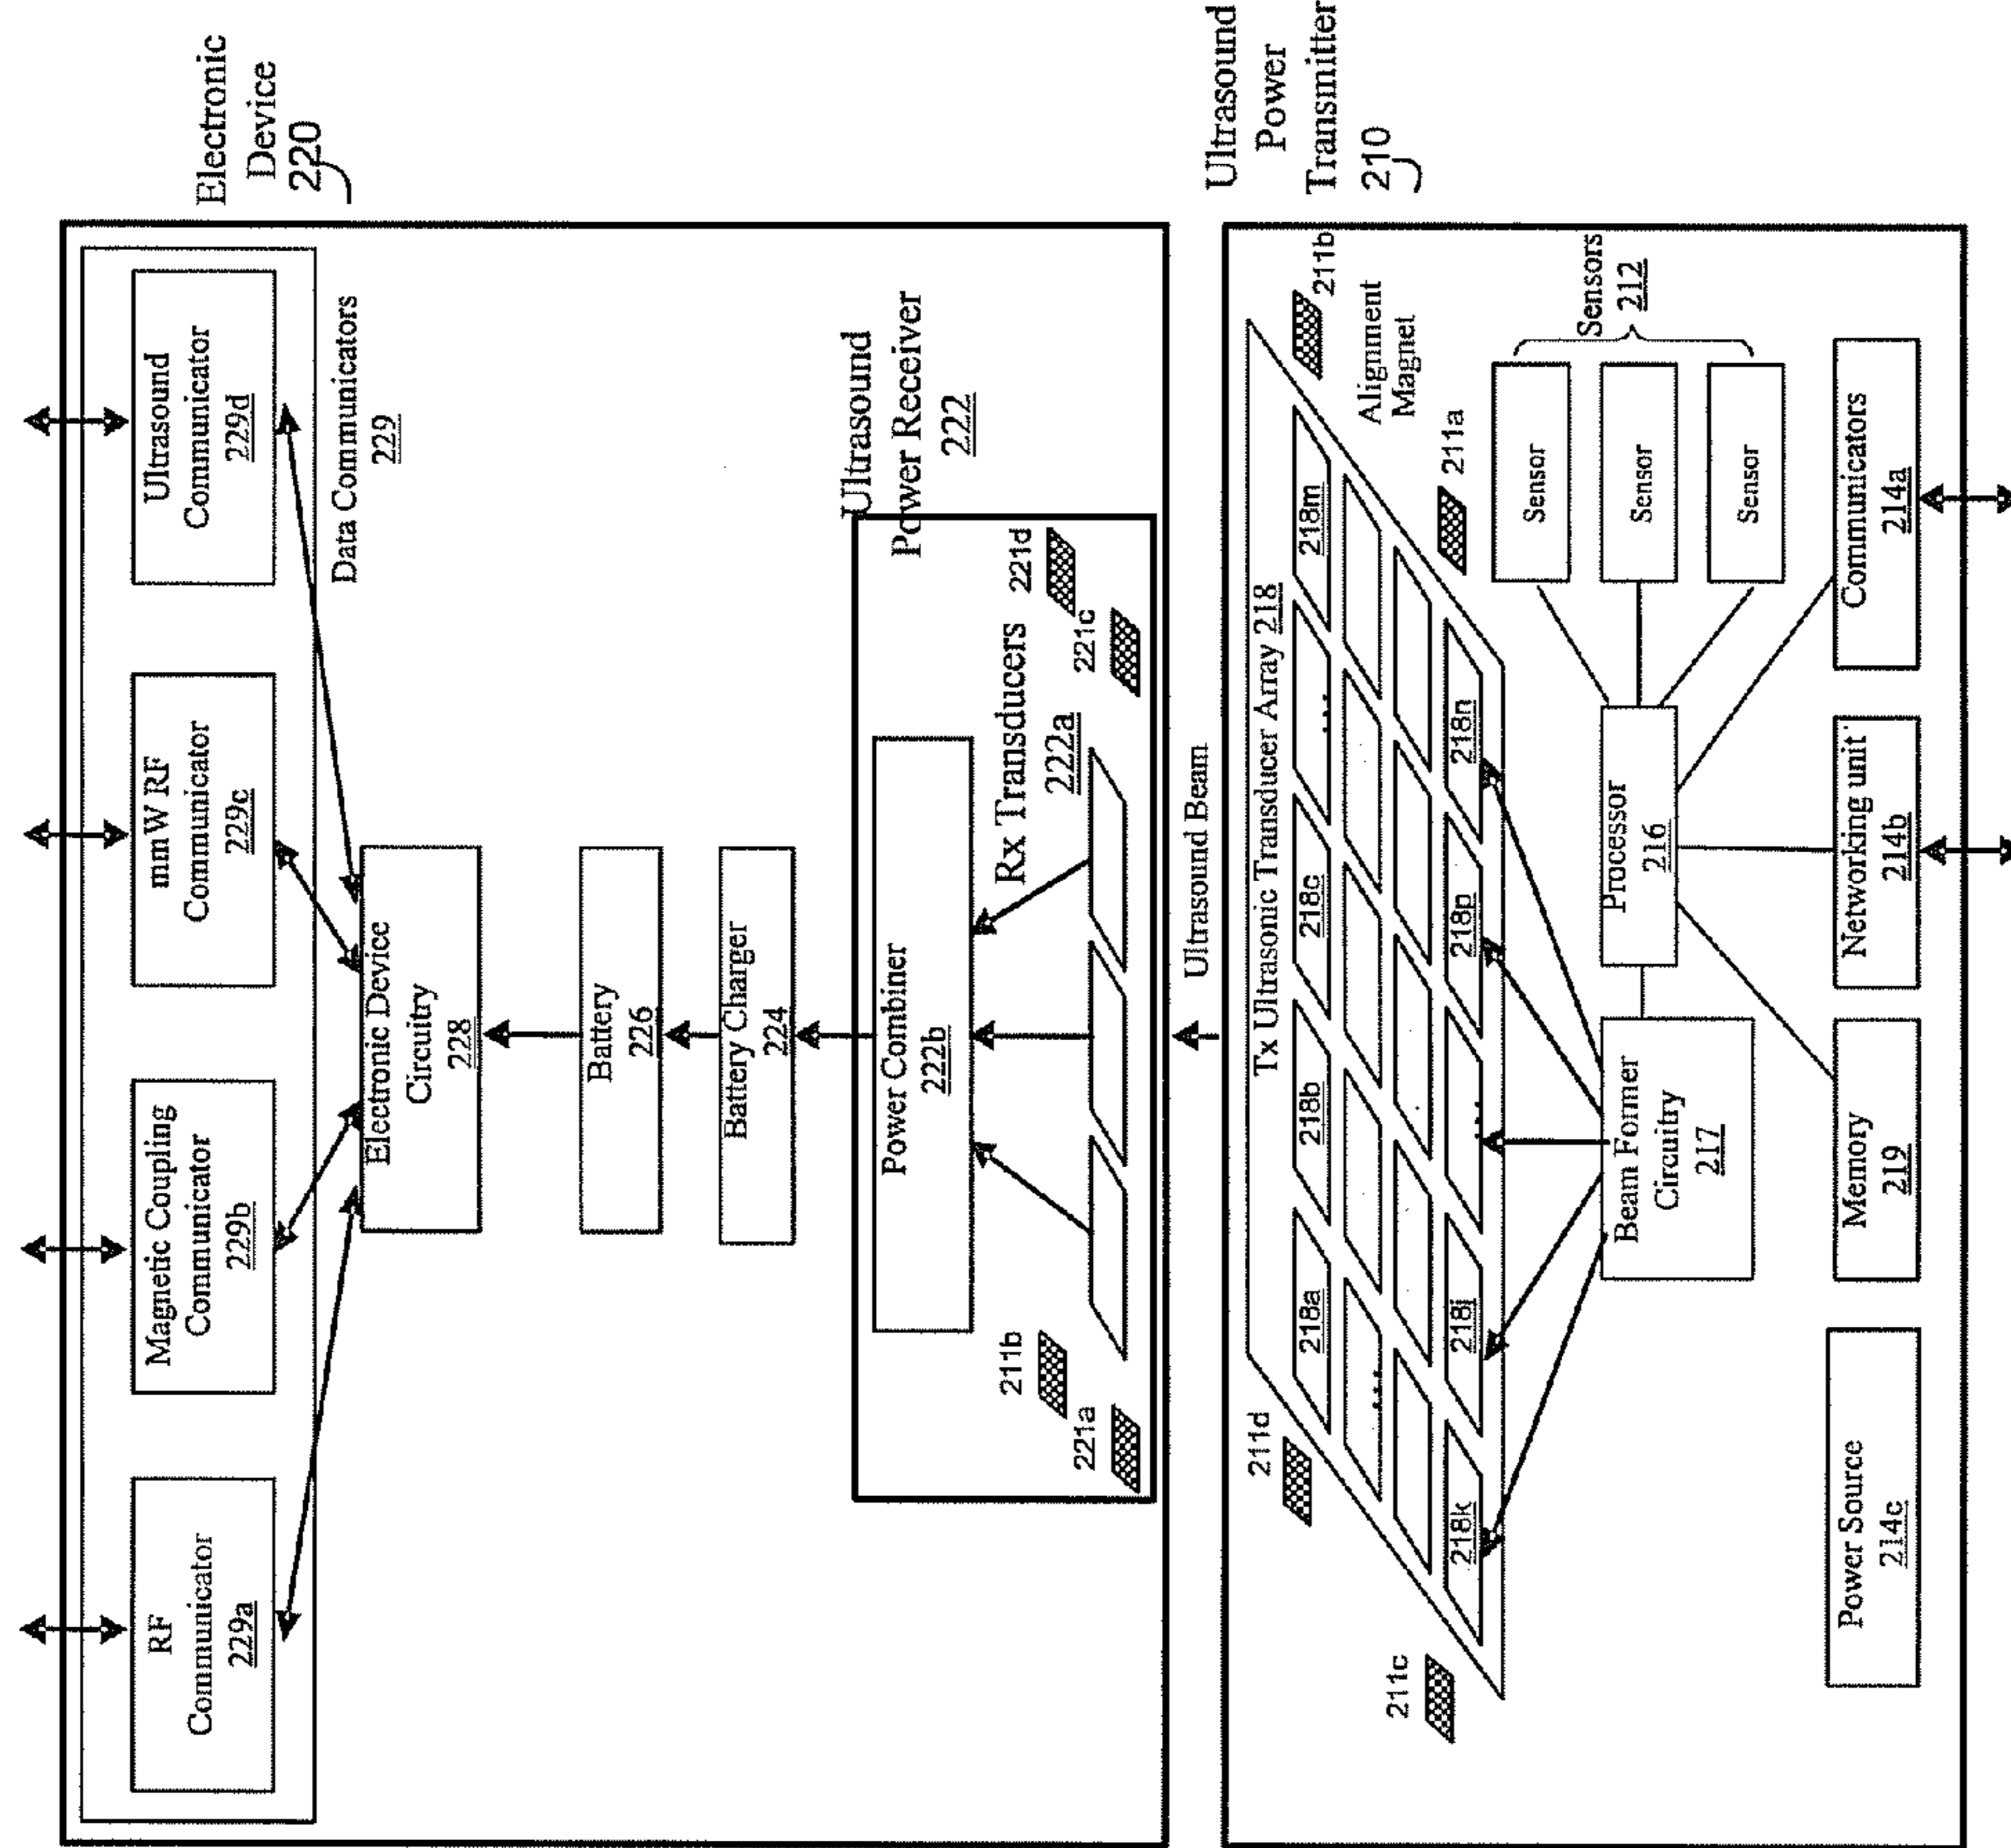 Electronic
Device
220
RF
Communicator
229a
Magnetic Coupling
Communicator
229b
mmW RF
Communicator
229c
Ultrasound
Communicator
229d
Data Communicators
229
Electronic Device
Circuitry
228
Battery
226
Battery Charger
224
Ultrasound
Power Receiver
222
Power Combiner
222b
Rx Transducers
222a
221a
211b
221c
221d
Ultrasound Beam
Ultrasound
Power
Transmitter
210
Tx Ultrasonic Transducer Array 218
218a
218b
218c
...
218m
...
218k
218j
...
218p
218n
211d
211c
211b
211a
Alignment
Magnet
Sensors
212
Sensor
Sensor
Sensor
Beam Former
Circuitry
217
Processor
216
Power Source
214c
Memory
219
Networking unit
214b
Communicators
214a